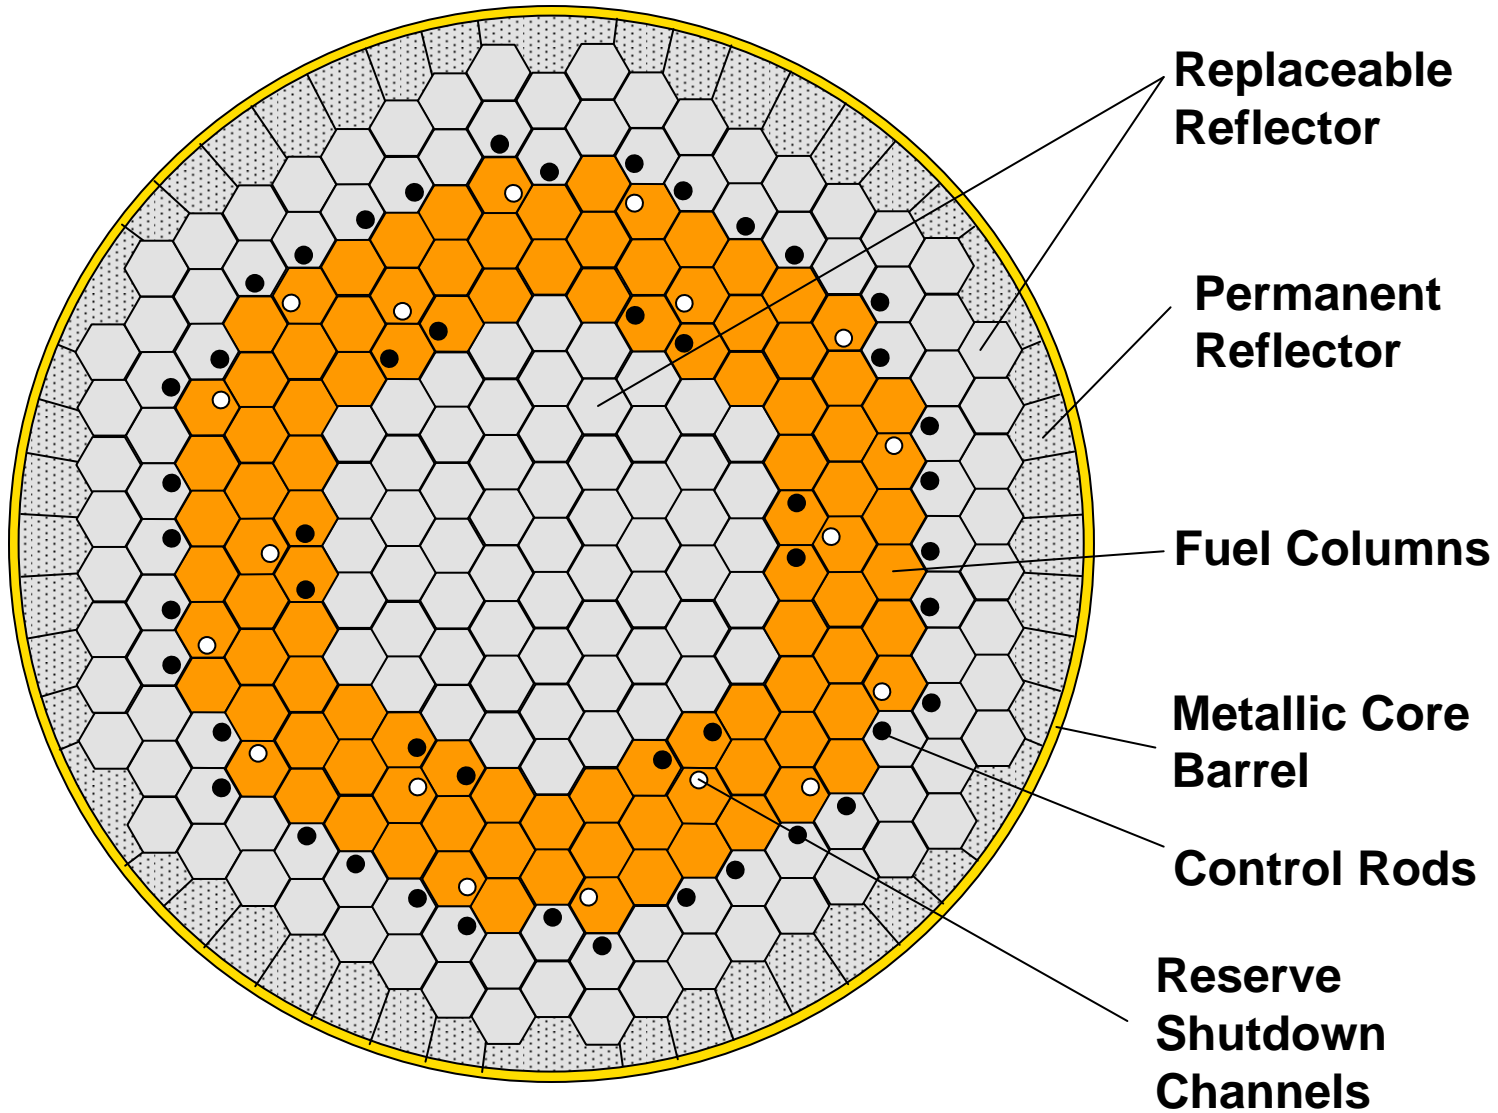 Replaceable
Reflector
Permanent
Reflector
Fuel Columns
Metallic Core
Barrel
Control Rods
Reserve
Shutdown
Channels